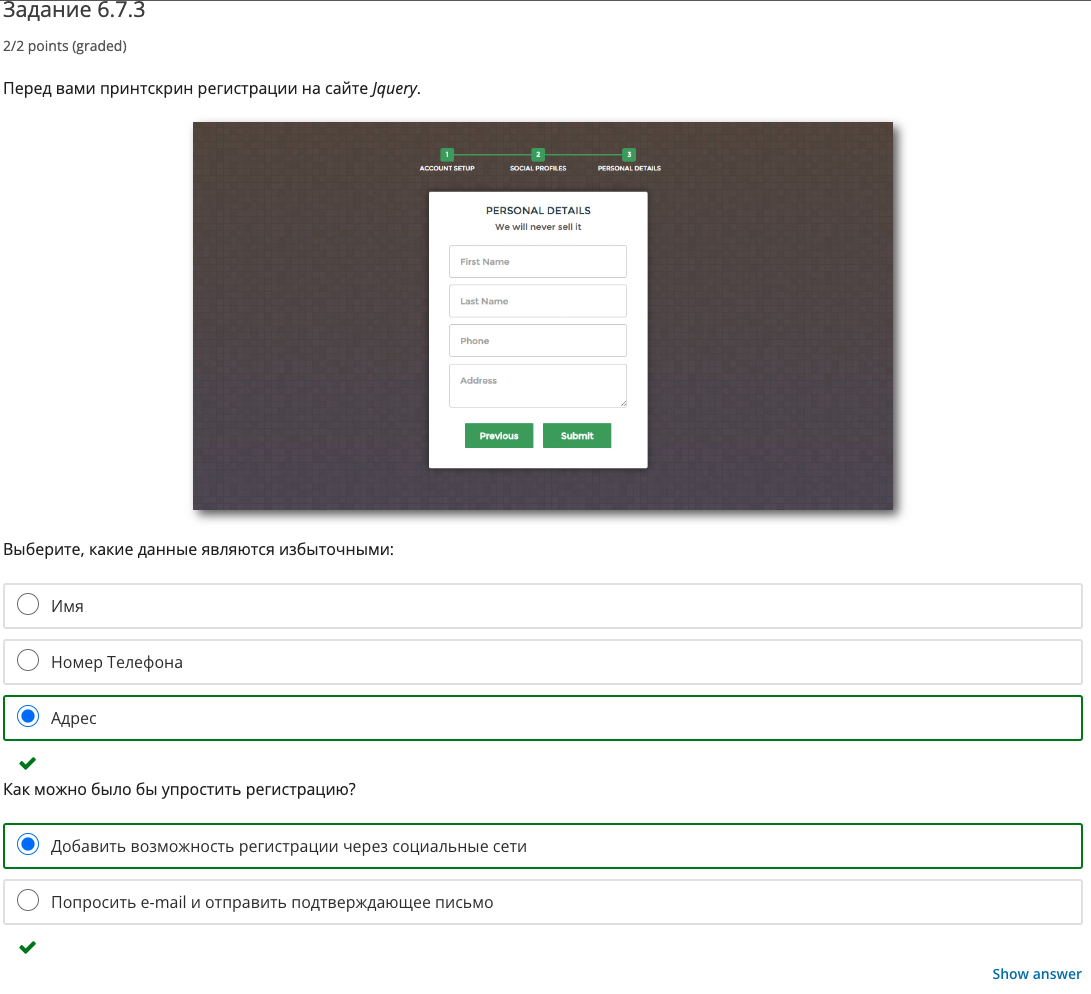 Задание 6.7.3
2/2 points (graded)
Перед вами принтскрин регистрации на сайте Jquery.
1 2 3
ACCOUNT SETUP SOCIAL PROFILES PERSONAL DETAILS
PERSONAL DETAILS
We will never sell it
First Name
Last Name
Phone
Address
Previous Submit
Выберите, какие данные являются избыточными:
Имя
Номер Телефона
Адрес
Как можно было бы упростить регистрацию?
Добавить возможность регистрации через социальные сети
Попросить e-mail и отправить подтверждающее письмо
Show answer